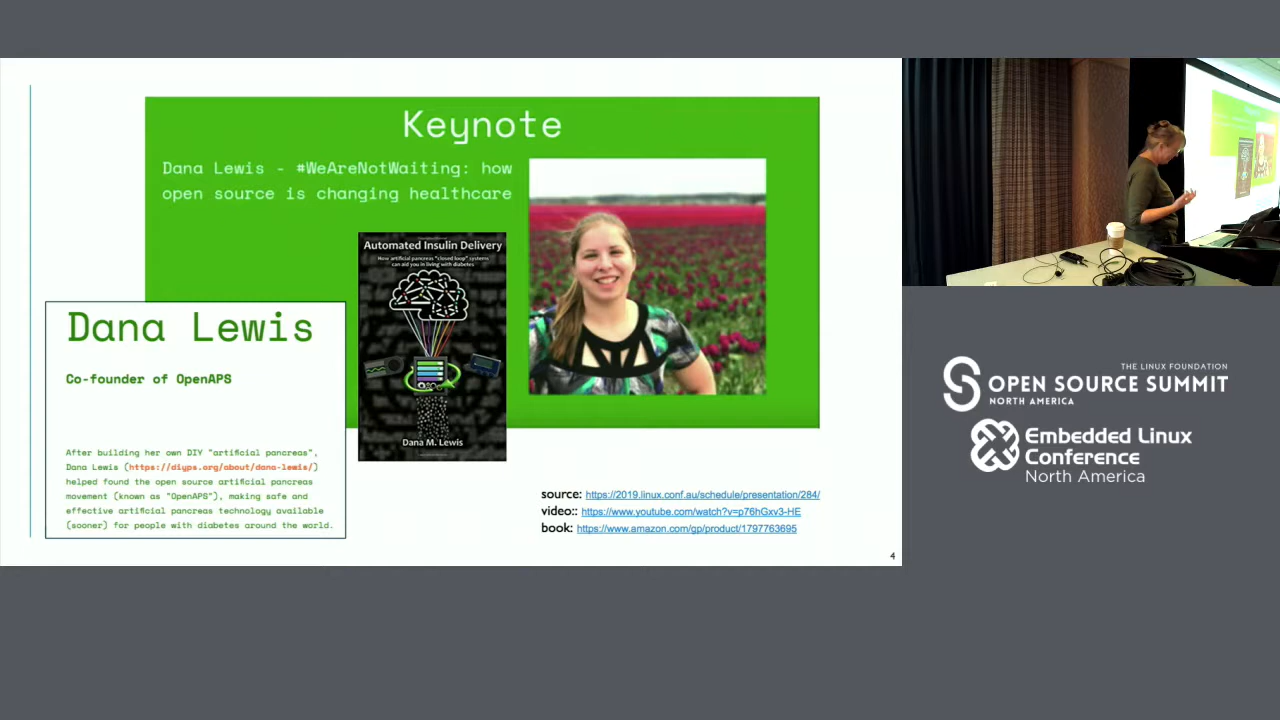 Keynote
Dana Lewis - #WeAreNotWaiting: how
open source is changing healthcare
Automated Insulin Delivery
How artificial pancreas "closed loop" systems
can aid you in living with diabetes
Dana M. Lewis
Dana Lewis
Co-founder of OpenAPS
After building her own DIY "artificial pancreas",
Dana Lewis (https://diyps.org/about/dana-lewis/)
helped found the open source artificial pancreas
movement (known as "OpenAPS"), making safe and
effective artificial pancreas technology available
(sooner) for people with diabetes around the world.
source: https://2019.linux.conf.au/schedule/presentation/284/
video:: https://www.youtube.com/watch?v=p76hGxv3-HE
book: https://www.amazon.com/gp/product/1797763695
4
THE LINUX FOUNDATION
OPEN SOURCE SUMMIT
NORTH AMERICA
Embedded Linux
Conference
North America